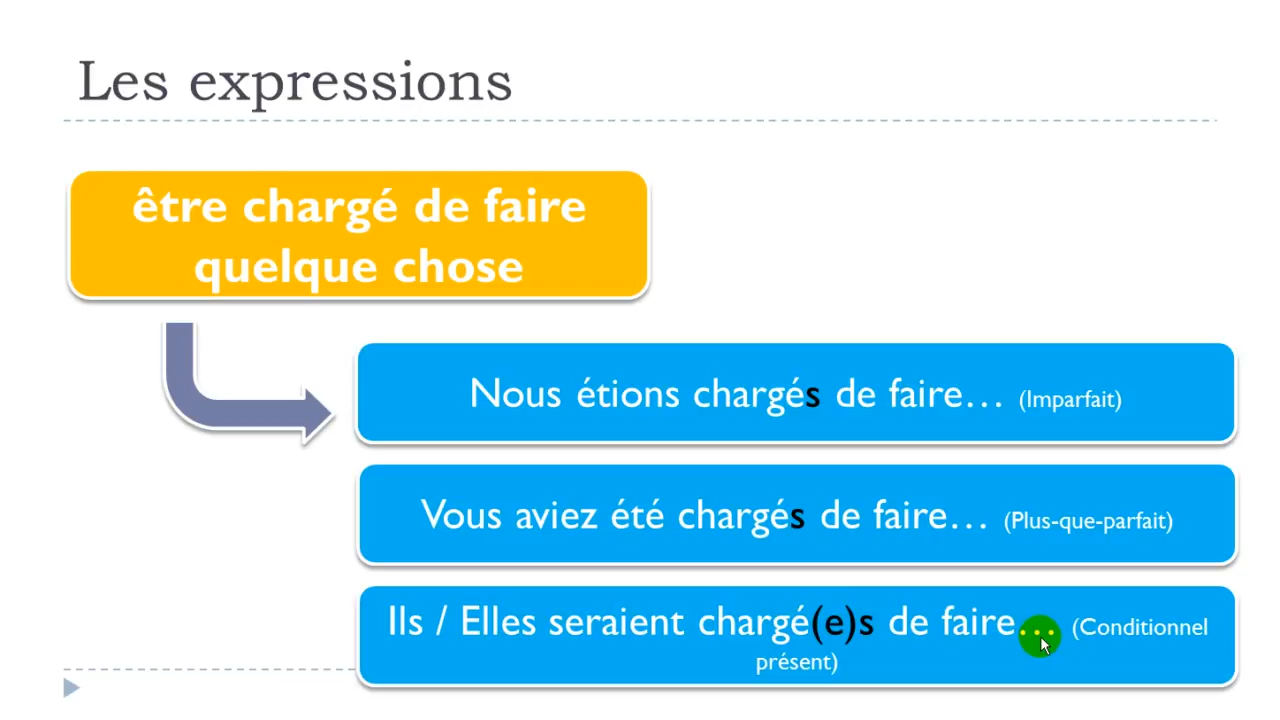 Les expressions
être chargé de faire
quelque chose
Nous étions chargés de faire… (Imparfait)
Vous aviez été chargés de faire… (Plus-que-parfait)
Ils / Elles seraient chargé(e)s de faire… (Conditionnel
présent)